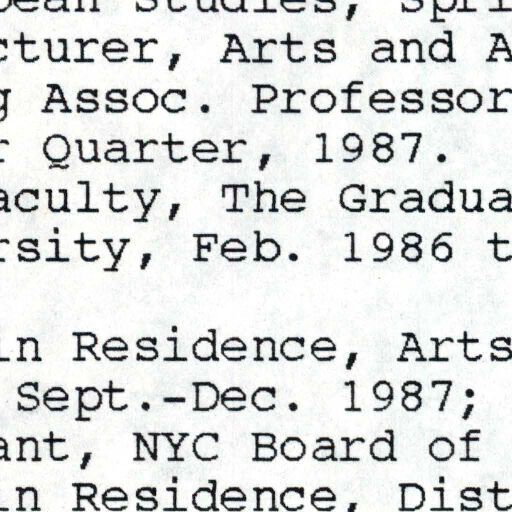 pean Studies, Spri
cturer, Arts and A
g Assoc. Professor
r Quarter, 1987.
aculty, The Gradua
rsity, Feb. 1986 t
in Residence, Arts
Sept.-Dec. 1987;
ant, NYC Board of
in Residence, Dist